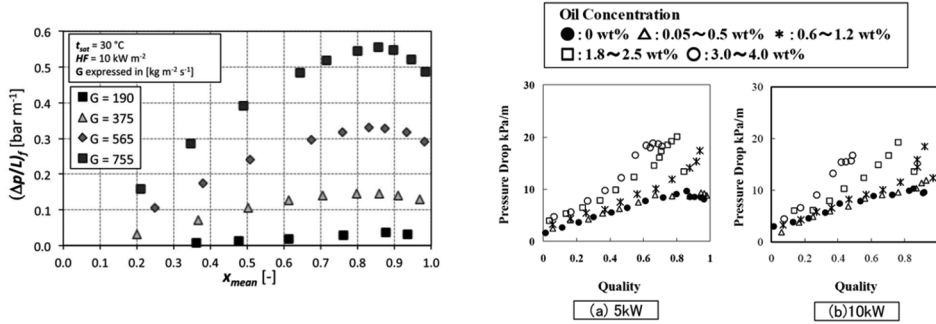 0.6
0.5
0.4
0.3
0.2
0.1
0.0
(Δp/L)f [bar m-1]
tsat = 30 °C
HF = 10 kW m-2
G expressed in [kg m-2 s-1]
G = 190
G = 375
G = 565
G = 755
0.0 0.1 0.2 0.3 0.4 0.5 0.6 0.7 0.8 0.9 1.0
xmean [-]
Oil Concentration
●:0 wt% △:0.05~0.5 wt% *:0.6~1.2 wt%
□:1.8~2.5 wt% ○:3.0~4.0 wt%
Pressure Drop kPa/m
30
20
10
0
0 0.2 0.4 0.6 0.8 1
Quality
(a) 5kW
Pressure Drop kPa/m
30
20
10
0
0 0.2 0.4 0.6 0.8
Quality
(b)10kW